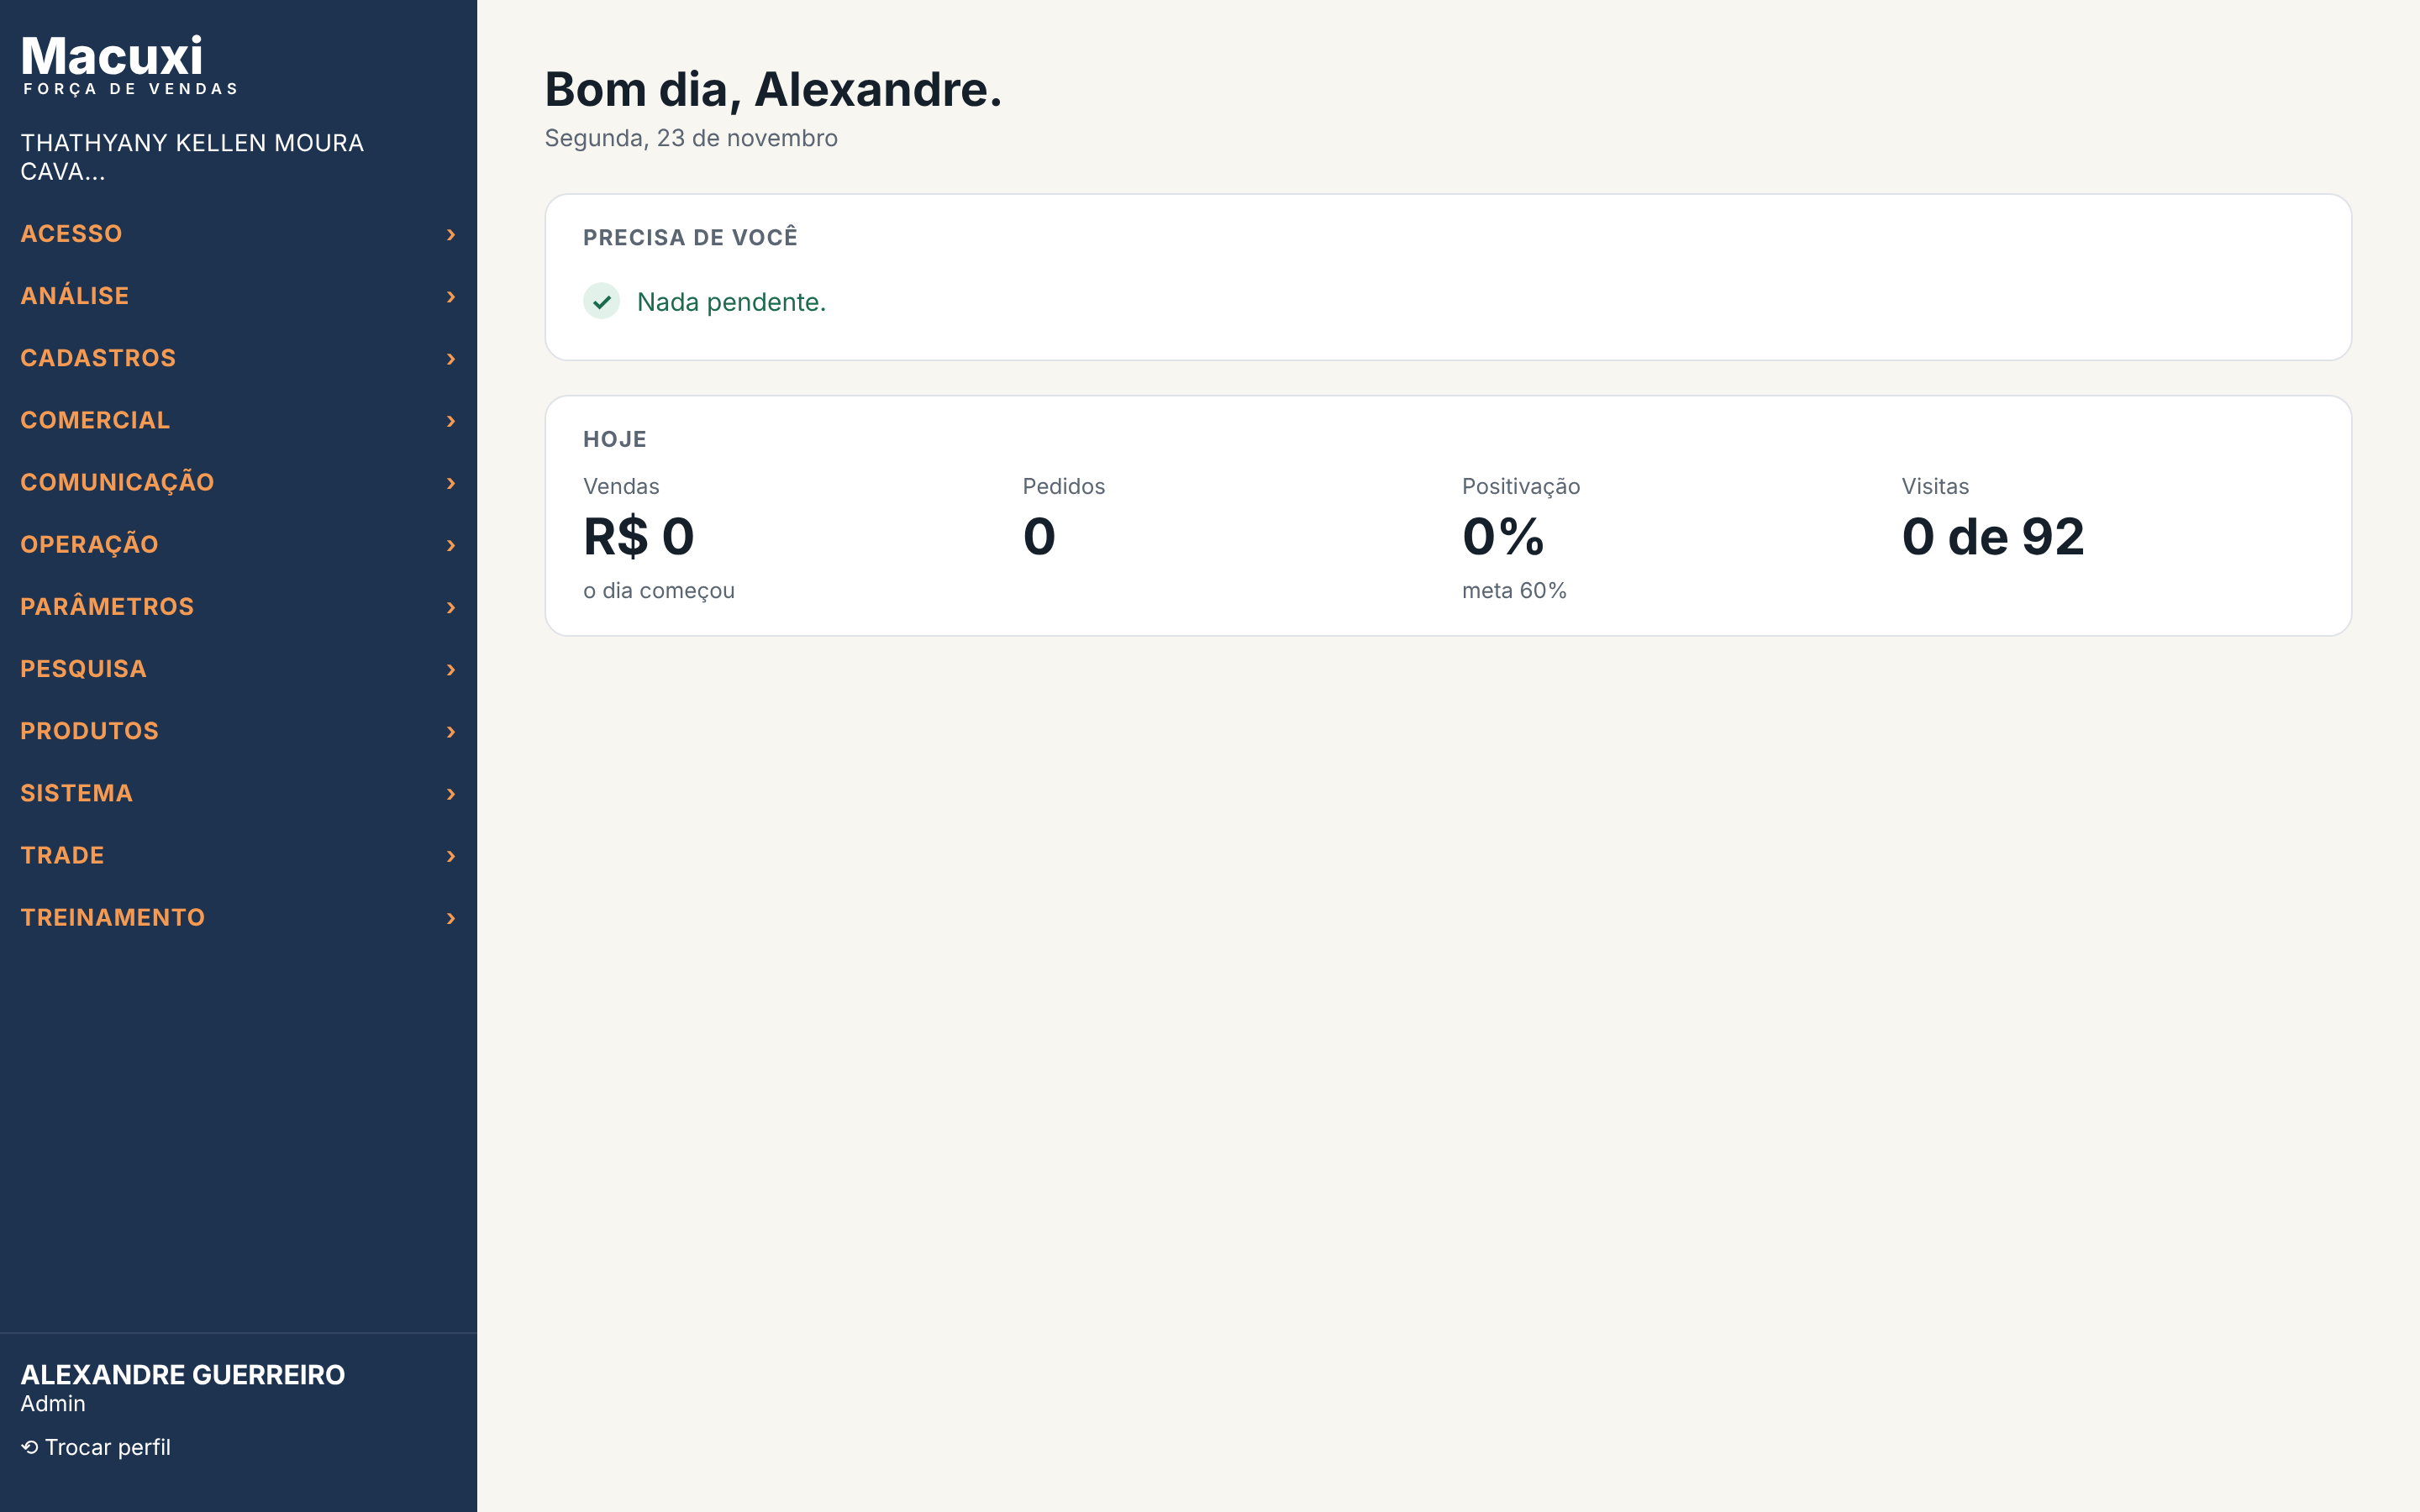 Macuxi
FORÇA DE VENDAS
THATHYANY KELLEN MOURA
CAVA...
ACESSO
ANÁLISE
CADASTROS
COMERCIAL
COMUNICAÇÃO
OPERAÇÃO
PARÂMETROS
PESQUISA
PRODUTOS
SISTEMA
TRADE
TREINAMENTO
ALEXANDRE GUERREIRO
Admin
⟲ Trocar perfil
Bom dia, Alexandre.
Segunda, 23 de novembro
PRECISA DE VOCÊ
Nada pendente.
HOJE
Vendas
R$ 0
o dia começou
Pedidos
0
Positivação
0%
meta 60%
Visitas
0 de 92